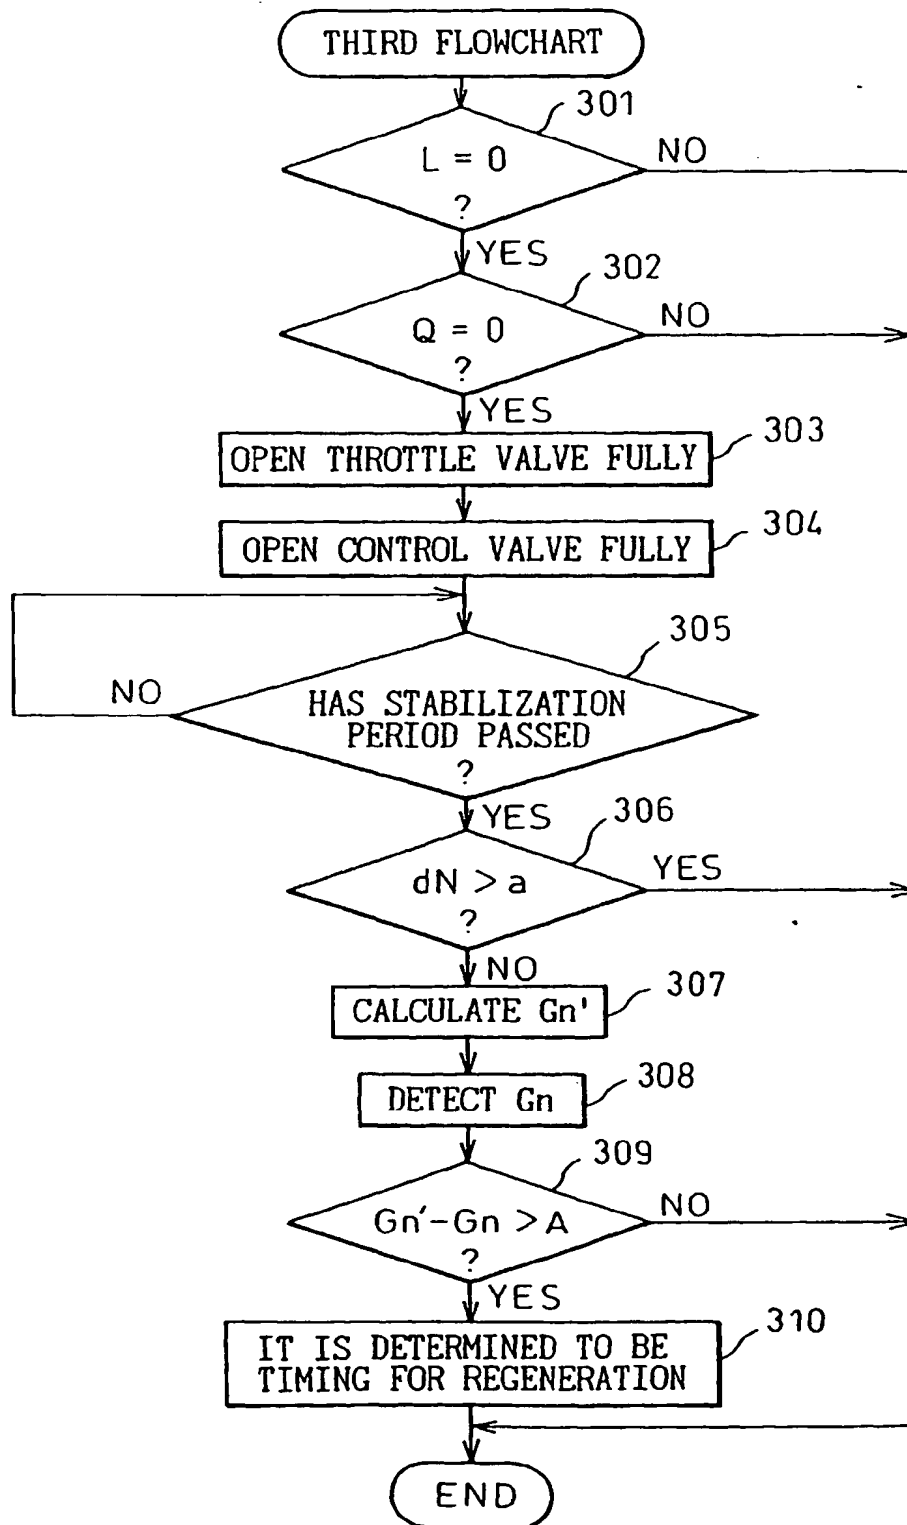 THIRD FLOWCHART
301
L = 0
?
NO
YES
302
Q = 0
?
NO
YES
303
OPEN THROTTLE VALVE FULLY
304
OPEN CONTROL VALVE FULLY
305
NO
HAS STABILIZATION
PERIOD PASSED
?
YES
306
dN > a
?
YES
NO
307
CALCULATE Gn'
308
DETECT Gn
309
Gn'-Gn > A
?
NO
YES
310
IT IS DETERMINED TO BE
TIMING FOR REGENERATION
END